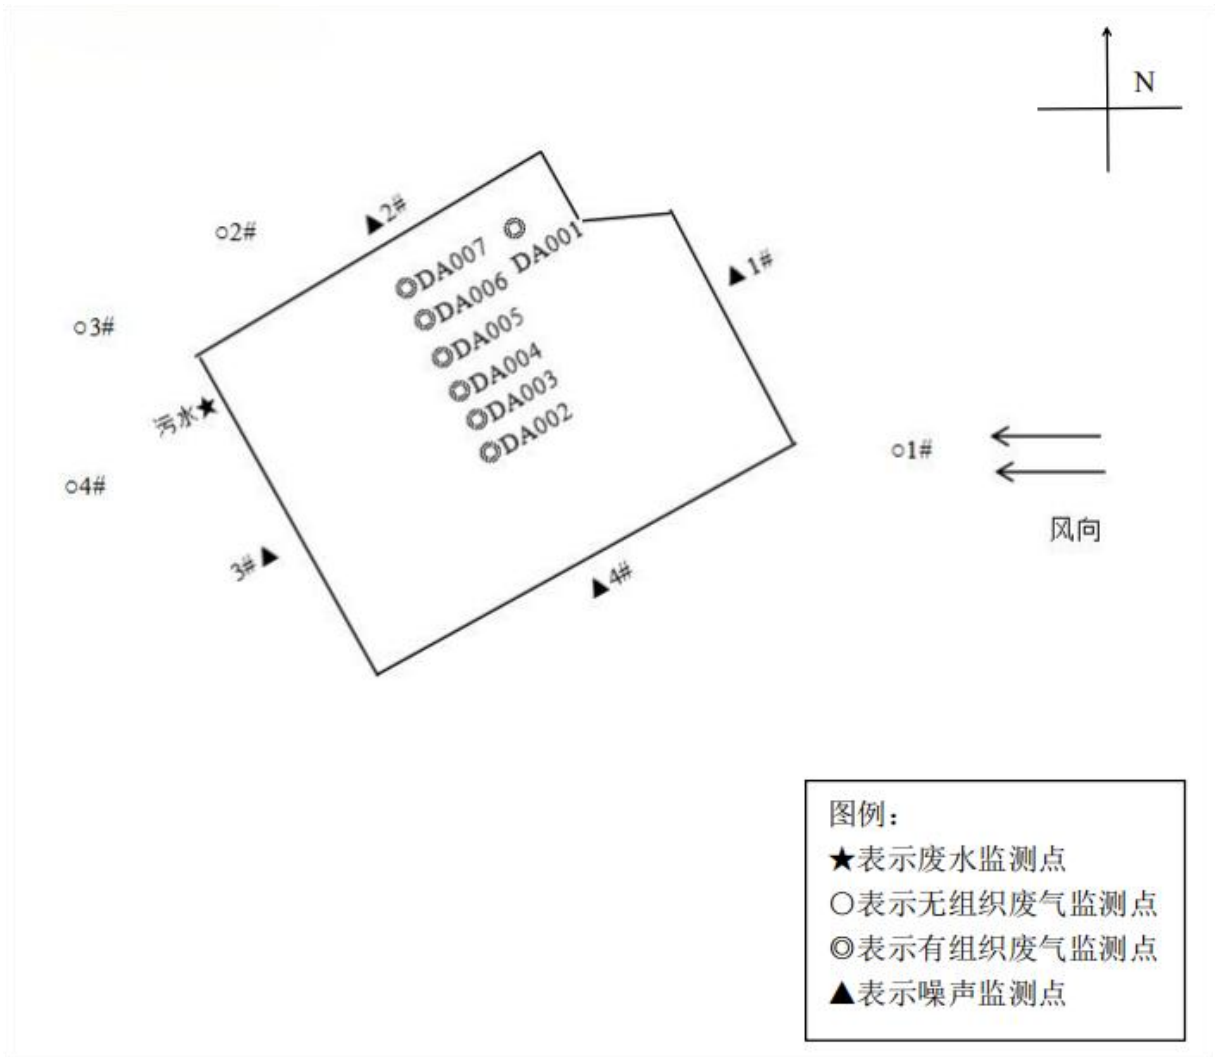 N
▲2#
○2#
DA001
◎DA007
▲1#
◎DA006
○3#
◎DA005
◎DA004
◎DA003
污水★
◎DA002
○1#
○4#
风向
3#▲
▲4#
图例：
★表示废水监测点
○表示无组织废气监测点
◎表示有组织废气监测点
▲表示噪声监测点